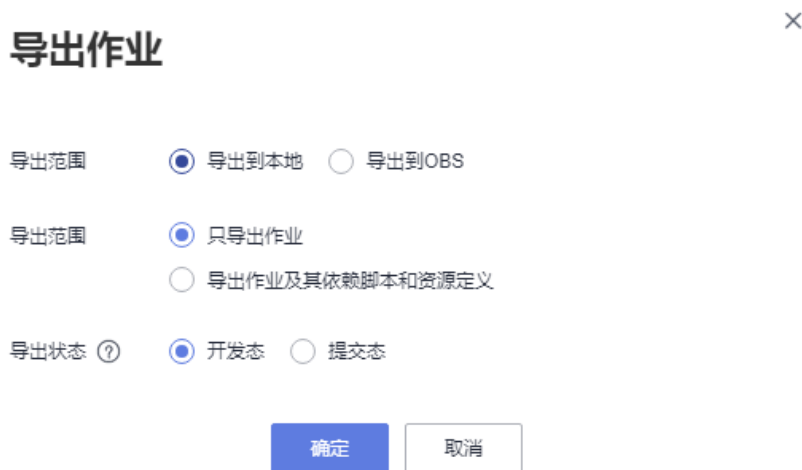 导出作业
导出范围 导出到本地 导出到OBS
导出范围 只导出作业
导出作业及其依赖脚本和资源定义
导出状态 ? 开发态 提交态
确定 取消